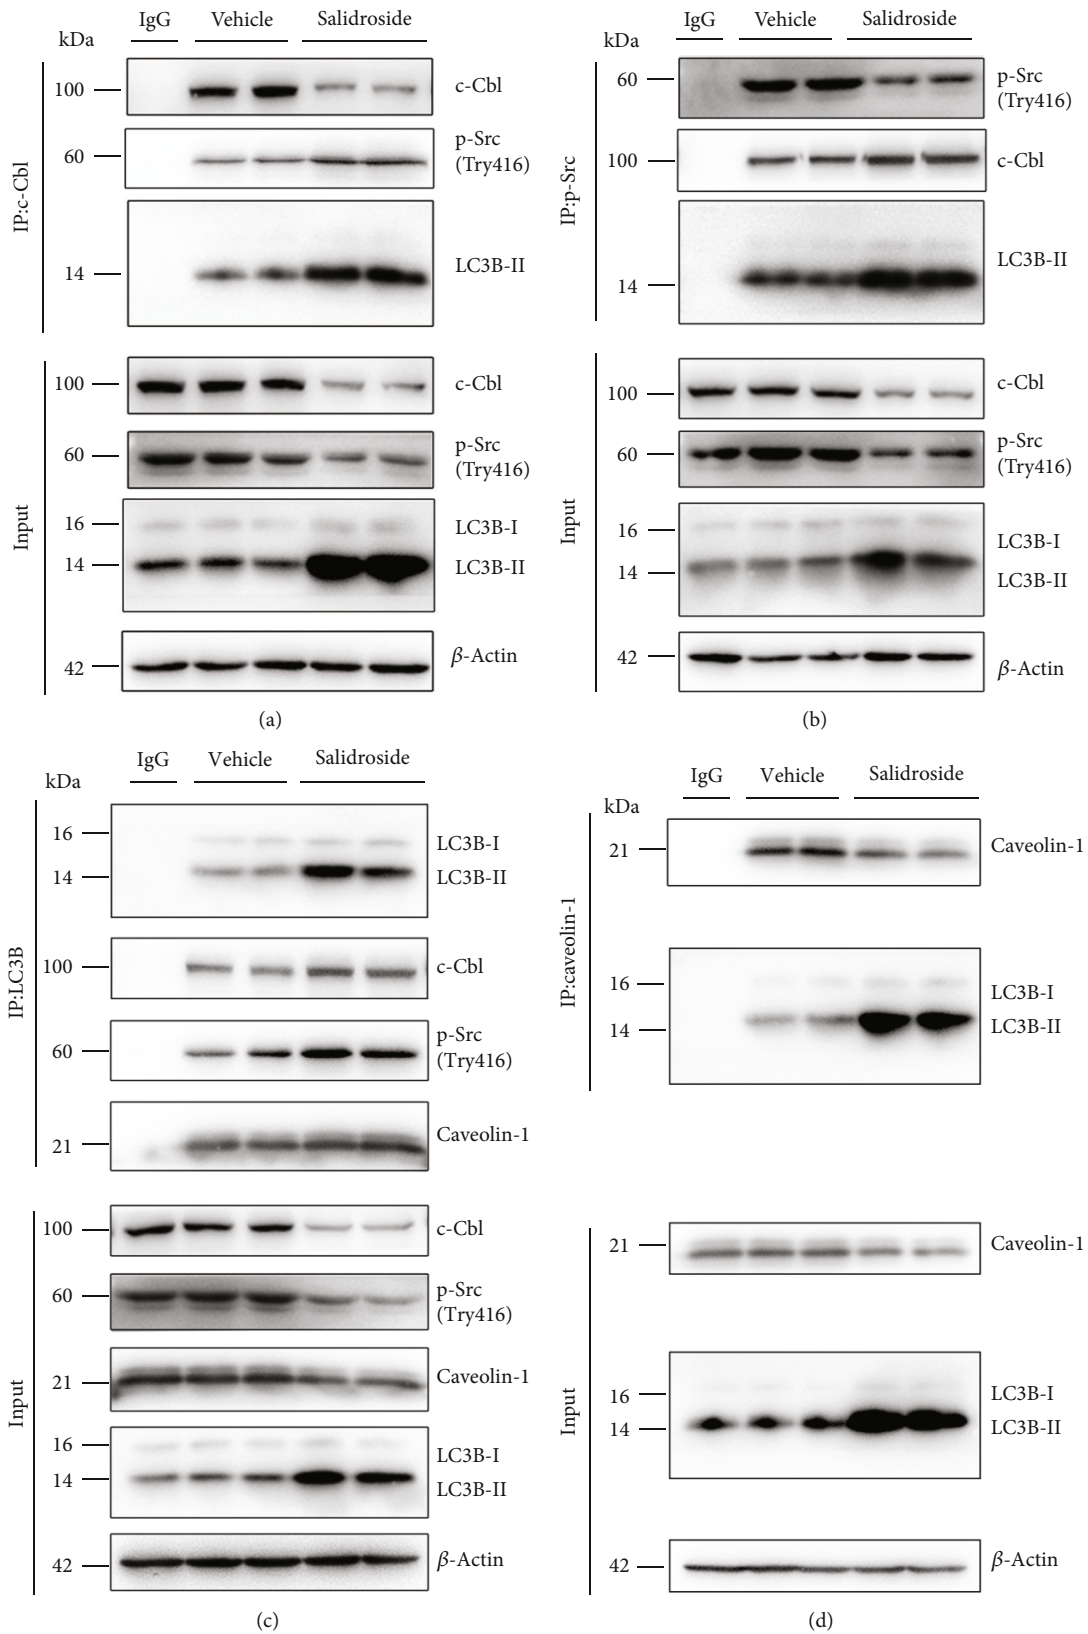 IgG Vehicle Salidroside
kDa
IP:c-Cbl
100 c-Cbl
60 p-Src
(Try416)
14 LC3B-II
Input
100 c-Cbl
60 p-Src
(Try416)
16 LC3B-I
14 LC3B-II
42 β-Actin
(a)
IgG Vehicle Salidroside
kDa
IP:p-Src
60 p-Src
(Try416)
100 c-Cbl
14 LC3B-II
Input
100 c-Cbl
60 p-Src
(Try416)
16 LC3B-I
14 LC3B-II
42 β-Actin
(b)
IgG Vehicle Salidroside
kDa
IP:LC3B
16 LC3B-I
14 LC3B-II
100 c-Cbl
60 p-Src
(Try416)
21 Caveolin-1
Input
100 c-Cbl
60 p-Src
(Try416)
21 Caveolin-1
16 LC3B-I
14 LC3B-II
42 β-Actin
(c)
IgG Vehicle Salidroside
kDa
IP:caveolin-1
21 Caveolin-1
16 LC3B-I
14 LC3B-II
Input
21 Caveolin-1
16 LC3B-I
14 LC3B-II
42 β-Actin
(d)